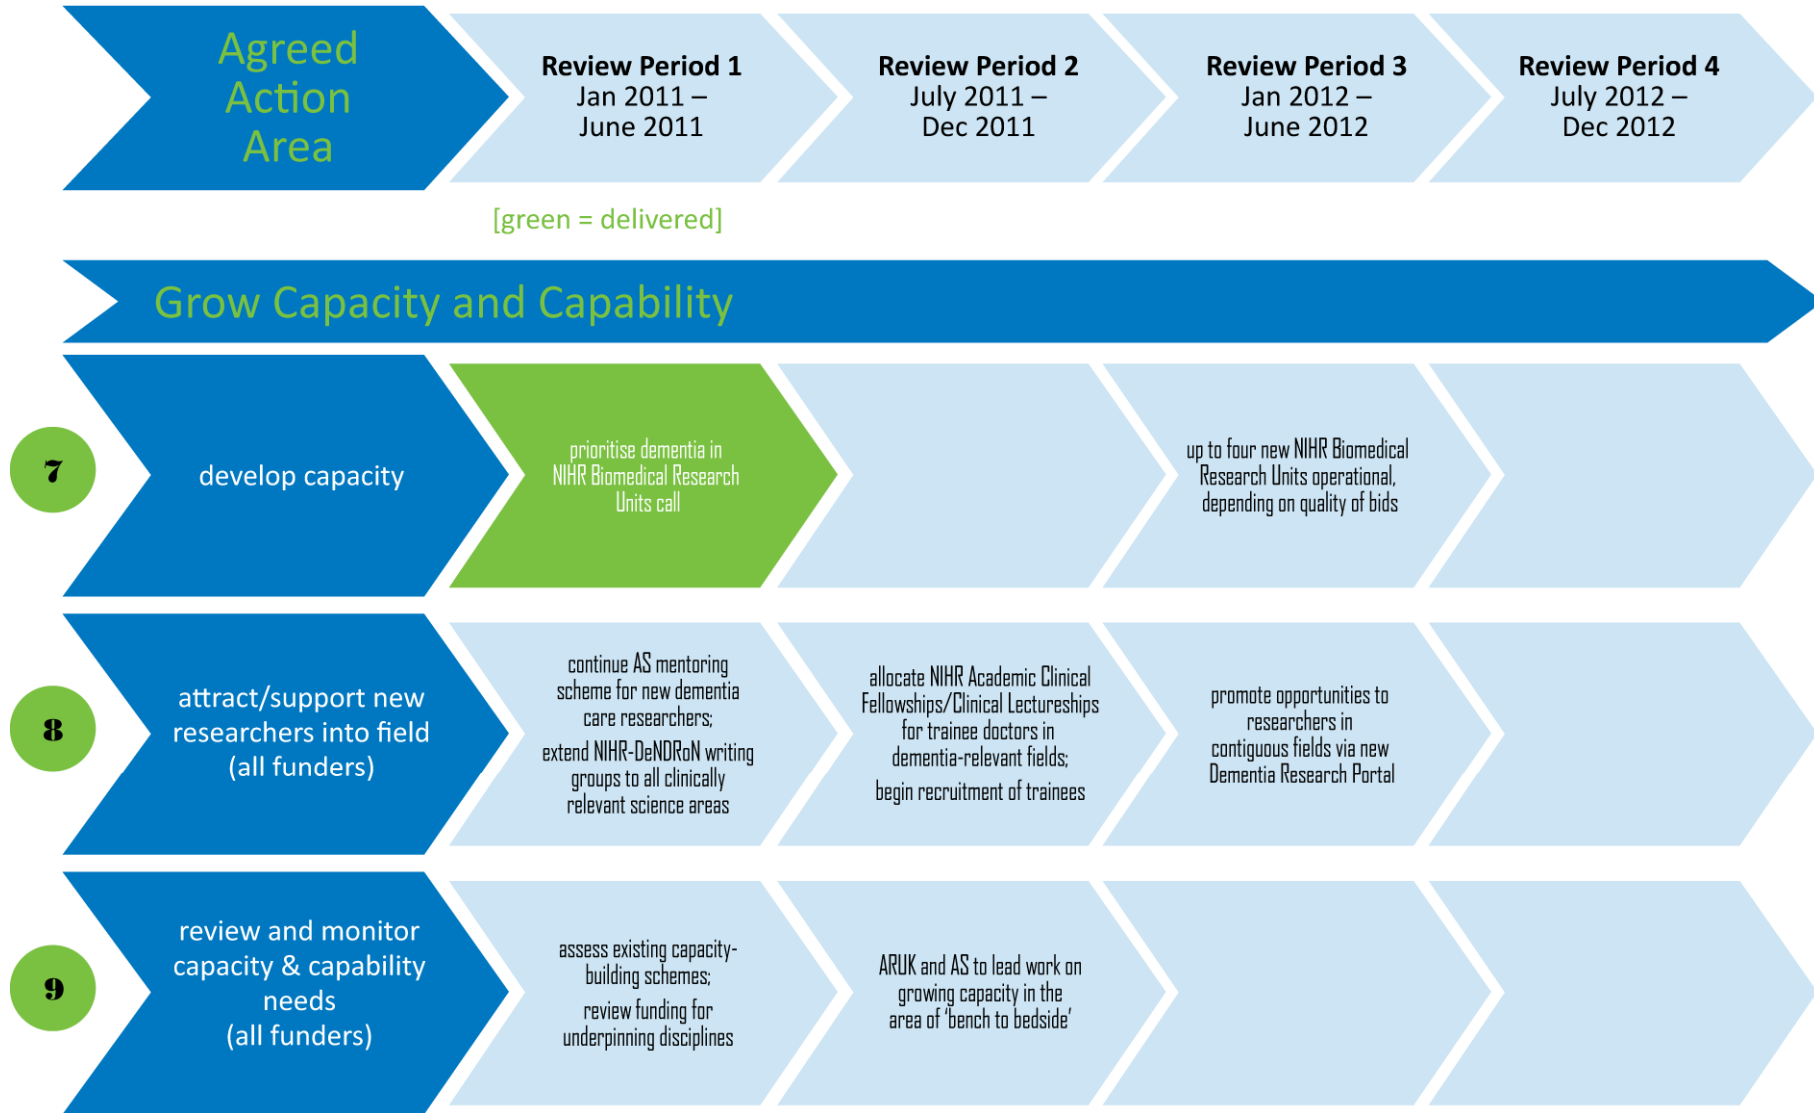 Agreed
Action
Area
Review Period 1
Jan 2011 –
June 2011
Review Period 2
July 2011 –
Dec 2011
Review Period 3
Jan 2012 –
June 2012
Review Period 4
July 2012 –
Dec 2012
[green = delivered]
Grow Capacity and Capability
7
develop capacity
prioritise dementia in
NIHR Biomedical Research
Units call
up to four new NIHR Biomedical
Research Units operational,
depending on quality of bids
8
attract/support new
researchers into field
(all funders)
continue AS mentoring
scheme for new dementia
care researchers;
extend NIHR-DeNDRoN writing
groups to all clinically
relevant science areas
allocate NIHR Academic Clinical
Fellowships/Clinical Lectureships
for trainee doctors in
dementia-relevant fields;
begin recruitment of trainees
promote opportunities to
researchers in
contiguous fields via new
Dementia Research Portal
9
review and monitor
capacity & capability
needs
(all funders)
assess existing capacity-
building schemes;
review funding for
underpinning disciplines
ARUK and AS to lead work on
growing capacity in the
area of ‘bench to bedside’